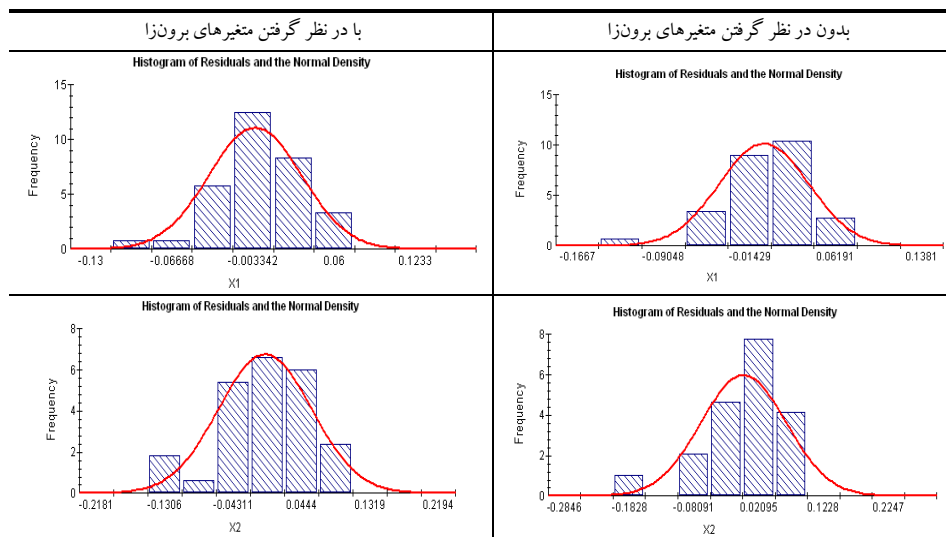 بدون در نظر گرفتن متغیرهای برون‌زا
با در نظر گرفتن متغیرهای برون‌زا
Histogram of Residuals and the Normal Density
Frequency
15
10
5
0
-0.13 -0.06668 -0.003342 0.06 0.1233
X1
Histogram of Residuals and the Normal Density
Frequency
15
10
5
0
-0.1667 -0.09048 -0.01429 0.06191 0.1381
X1
Histogram of Residuals and the Normal Density
Frequency
8
6
4
2
0
-0.2181 -0.1306 -0.04311 0.0444 0.1319 0.2194
X2
Histogram of Residuals and the Normal Density
Frequency
8
6
4
2
0
-0.2846 -0.1828 -0.08091 0.02095 0.1228 0.2247
X2